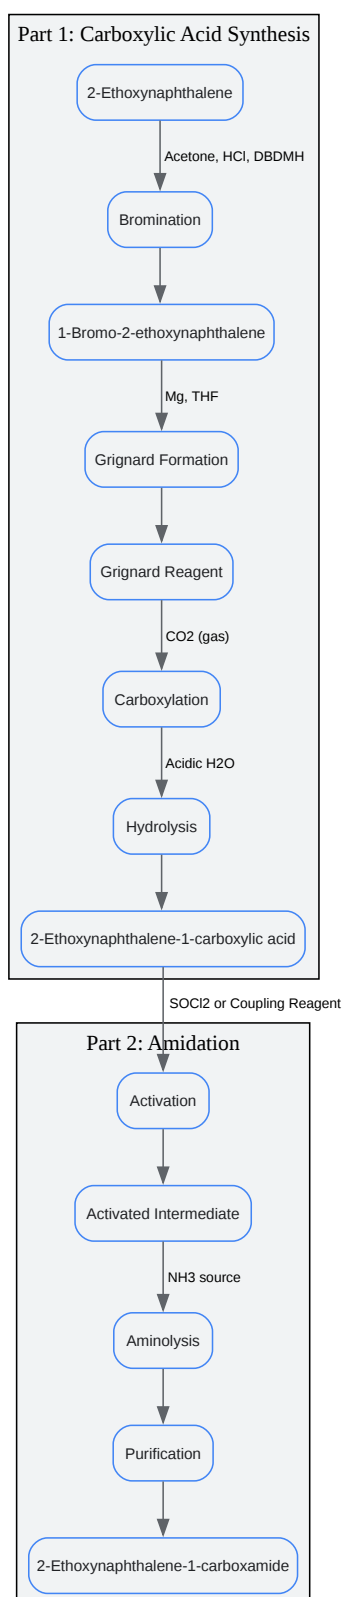 Part 1: Carboxylic Acid Synthesis
2-Ethoxynaphthalene
Acetone, HCl, DBDMH
Bromination
1-Bromo-2-ethoxynaphthalene
Mg, THF
Grignard Formation
Grignard Reagent
CO2 (gas)
Carboxylation
Acidic H2O
Hydrolysis
2-Ethoxynaphthalene-1-carboxylic acid
SOCl2 or Coupling Reagent
Part 2: Amidation
Activation
Activated Intermediate
NH3 source
Aminolysis
Purification
2-Ethoxynaphthalene-1-carboxamide